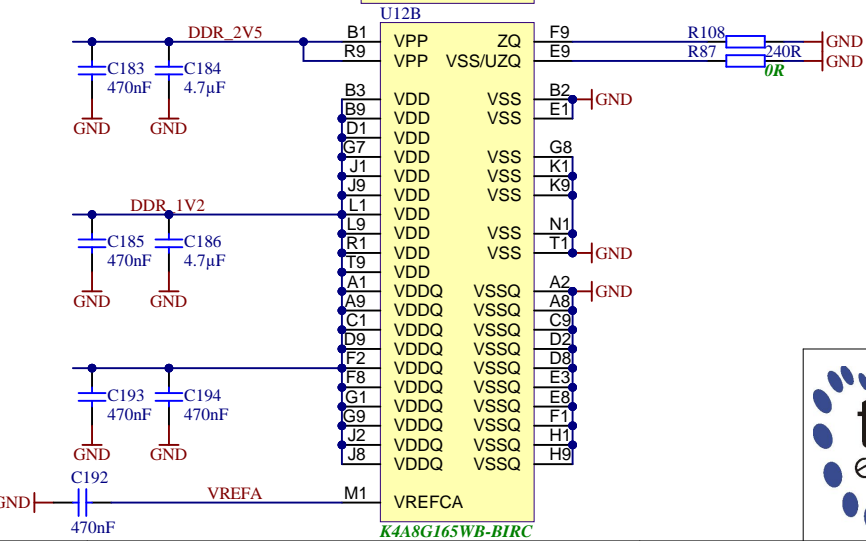 U12B
DDR_2V5 B1 VPP ZQ F9 R108 GND
R9 VPP VSS/UZQ E9 R87 240R GND
C183 C184 0R
470nF 4.7µF
B3 VDD VSS B2 GND
B9 VDD VSS E1
GND GND D1 VDD
G7 VDD VSS G8
J1 VDD VSS K1
J9 VDD VSS K9
DDR_1V2 L1 VDD
L9 VDD VSS N1
C185 C186 R1 VDD VSS T1 GND
470nF 4.7µF T9 VDD
A1 VDDQ VSSQ A2 GND
GND GND A9 VDDQ VSSQ A8
C1 VDDQ VSSQ C9
D9 VDDQ VSSQ D2
F2 VDDQ VSSQ D8
F8 VDDQ VSSQ E3
C193 C194 G1 VDDQ VSSQ E8
470nF 470nF G9 VDDQ VSSQ F1
J2 VDDQ VSSQ H1
GND GND J8 VDDQ VSSQ H9
C192
GND VREFA M1 VREFCA
470nF
K4A8G165WB-BIRC